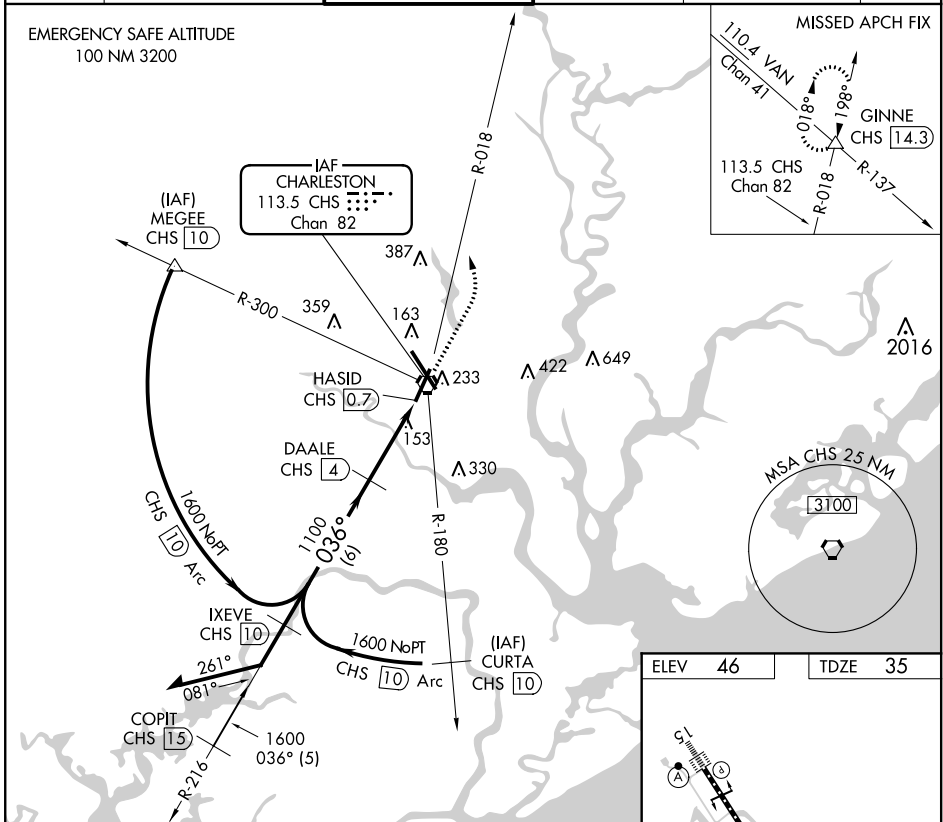 EMERGENCY SAFE ALTITUDE
100 NM 3200
MISSED APCH FIX
110.4 VAN
Chan 41
018°
198°
GINNE
CHS 14.3
113.5 CHS
Chan 82
R-018
R-137
R-018
IAF
CHARLESTON
113.5 CHS
Chan 82
(IAF)
MEGEE
CHS 10
R-300
387
359
163
233
422
649
2016
HASID
CHS 0.7
153
DAALE
CHS 4
330
MSA CHS 25 NM
3100
R-180
1600 NoPT
CHS 10 Arc
1100
036°
(6)
IXEVE
CHS 10
1600 NoPT
CHS 10 Arc
(IAF)
CURTA
CHS 10
261°
081°
COPIT
CHS 15
1600
036° (5)
R-216
ELEV 46
TDZE 35
15
A
P